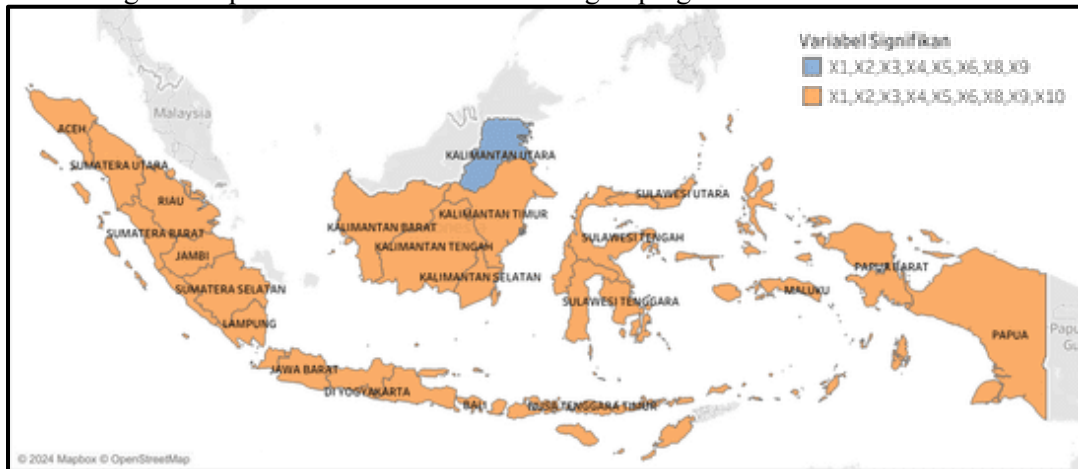 Variabel Signifikan
X1,X2,X3,X4,X5,X6,X8,X9
X1,X2,X3,X4,X5,X6,X8,X9,X10
Malaysia
ACEH
SUMATERA UTARA
RIAU
SUMATERA BARAT
JAMBI
SUMATERA SELATAN
LAMPUNG
KALIMANTAN UTARA
KALIMANTAN TIMUR
KALIMANTAN BARAT
KALIMANTAN TENGAH
KALIMANTAN SELATAN
SULAWESI UTARA
SULAWESI TENGAH
SULAWESI TENGGARA
MALUKU
PAPUA BARAT
PAPUA
JAWA BARAT
DI YOGYAKARTA
BALI
NUSA TENGGARA TIMUR
© 2024 Mapbox © OpenStreetMap